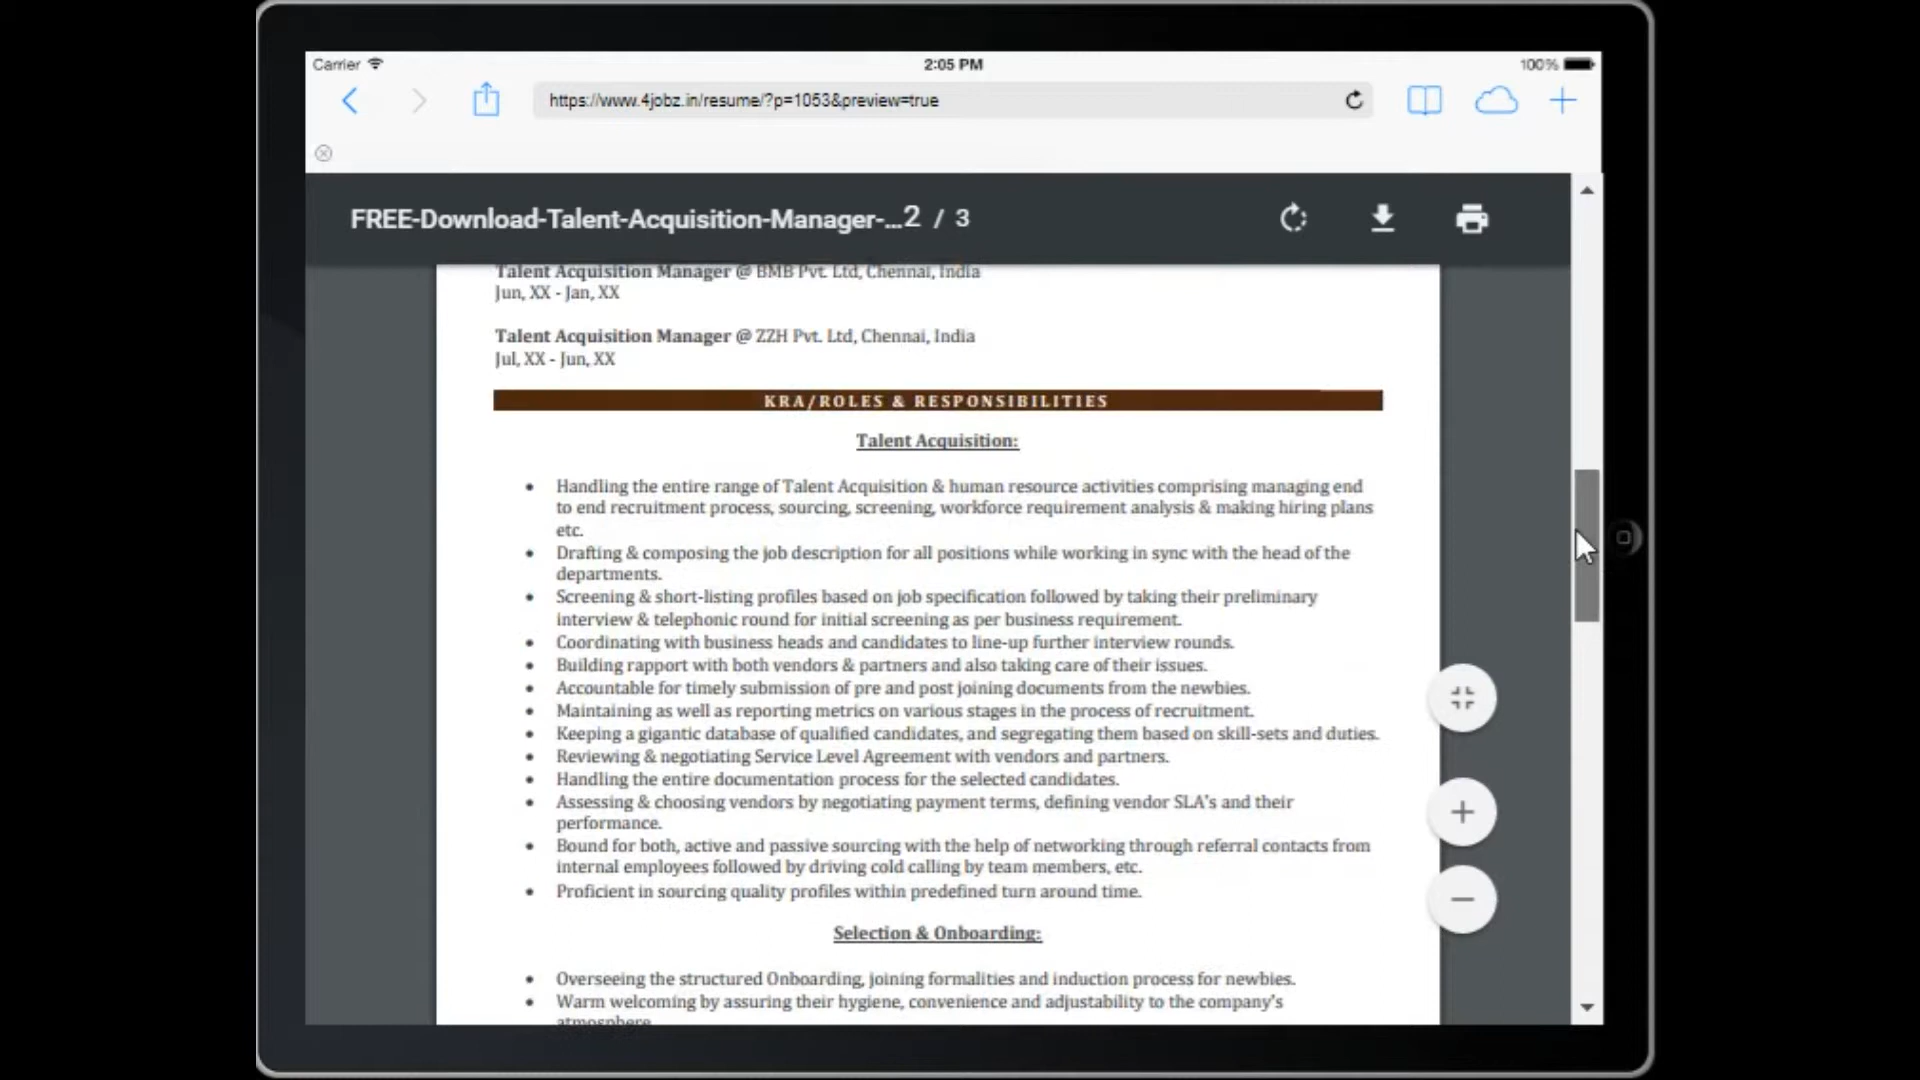 Carrier
2:05 PM
100%
https://www.4jobz.in/resume/?p=1053&preview=true
FREE-Download-Talent-Acquisition-Manager-...2 / 3
Talent Acquisition Manager @ BMB Pvt. Ltd, Chennai, India
Jun, XX - Jan, XX
Talent Acquisition Manager @ ZZH Pvt. Ltd, Chennai, India
Jul, XX - Jun, XX
KRA/ROLES & RESPONSIBILITIES
Talent Acquisition:
• Handling the entire range of Talent Acquisition & human resource activities comprising managing end
to end recruitment process, sourcing, screening, workforce requirement analysis & making hiring plans
etc.
• Drafting & composing the job description for all positions while working in sync with the head of the
departments.
• Screening & short-listing profiles based on job specification followed by taking their preliminary
interview & telephonic round for initial screening as per business requirement.
• Coordinating with business heads and candidates to line-up further interview rounds.
• Building rapport with both vendors & partners and also taking care of their issues.
• Accountable for timely submission of pre and post joining documents from the newbies.
• Maintaining as well as reporting metrics on various stages in the process of recruitment.
• Keeping a gigantic database of qualified candidates, and segregating them based on skill-sets and duties.
• Reviewing & negotiating Service Level Agreement with vendors and partners.
• Handling the entire documentation process for the selected candidates.
• Assessing & choosing vendors by negotiating payment terms, defining vendor SLA's and their
performance.
• Bound for both, active and passive sourcing with the help of networking through referral contacts from
internal employees followed by driving cold calling by team members, etc.
• Proficient in sourcing quality profiles within predefined turn around time.
Selection & Onboarding:
• Overseeing the structured Onboarding, joining formalities and induction process for newbies.
• Warm welcoming by assuring their hygiene, convenience and adjustability to the company's
atmosphere